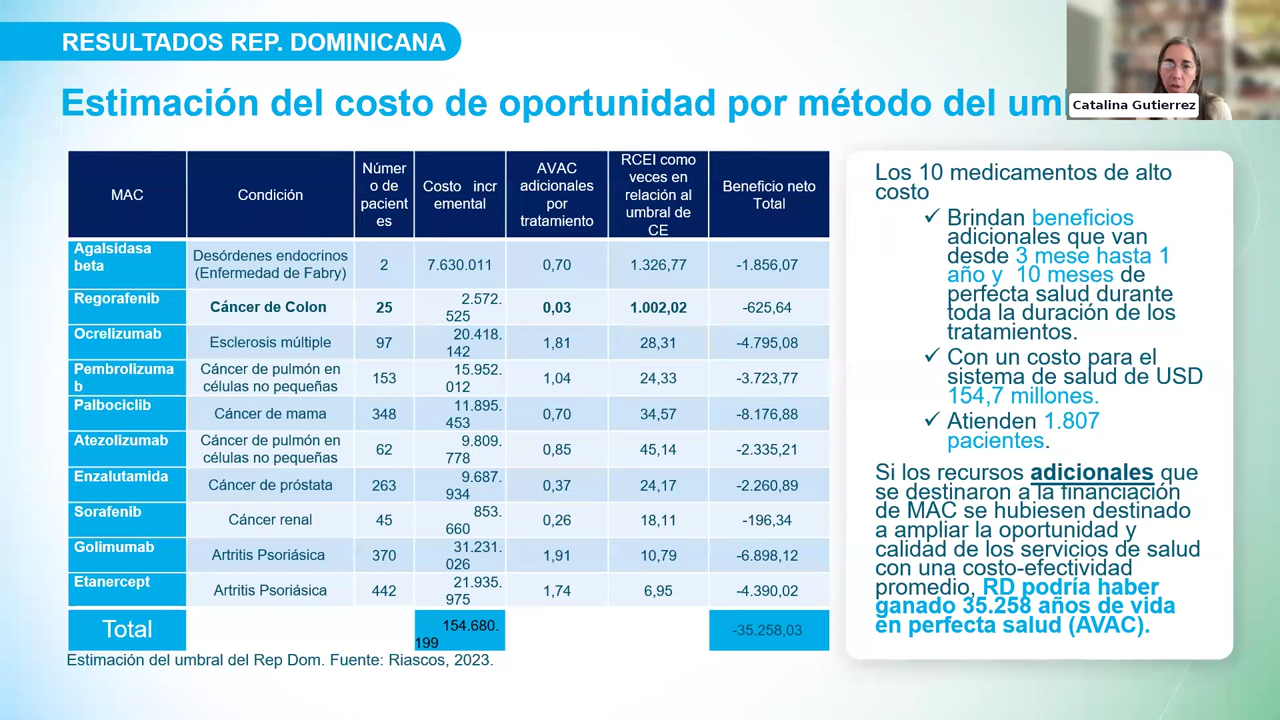 RESULTADOS REP. DOMINICANA
Catalina Gutierrez
Estimación del costo de oportunidad por método del
MAC Condición Númer o de pacient es Costo incr emental AVAC adicionales por tratamiento RCEI como veces en relación al umbral de CE Beneficio neto Total
Agalsidasa beta Desórdenes endocrinos (Enfermedad de Fabry) 2 7.630.011 0,70 1.326,77 -1.856,07
Regorafenib Cáncer de Colon 25 2.572. 525 0,03 1.002,02 -625,64
Ocrelizumab Esclerosis múltiple 97 20.418. 142 1,81 28,31 -4.795,08
Pembrolizuma b Cáncer de pulmón en células no pequeñas 153 15.952. 012 1,04 24,33 -3.723,77
Palbociclib Cáncer de mama 348 11.895. 453 0,70 34,57 -8.176,88
Atezolizumab Cáncer de pulmón en células no pequeñas 62 9.809. 778 0,85 45,14 -2.335,21
Enzalutamida Cáncer de próstata 263 9.687. 934 0,37 24,17 -2.260,89
Sorafenib Cáncer renal 45 853. 660 0,26 18,11 -196,34
Golimumab Artritis Psoriásica 370 31.231. 026 1,91 10,79 -6.898,12
Etanercept Artritis Psoriásica 442 21.935. 975 1,74 6,95 -4.390,02
Total 154.680. 199 -35.258,03
Estimación del umbral del Rep Dom. Fuente: Riascos, 2023.
Los 10 medicamentos de alto
costo
✓ Brindan beneficios
adicionales que van
desde 3 mese hasta 1
año y 10 meses de
perfecta salud durante
toda la duración de los
tratamientos.
✓ Con un costo para el
sistema de salud de USD
154,7 millones.
✓ Atienden 1.807
pacientes.
Si los recursos adicionales que
se destinaron a la financiación
de MAC se hubiesen destinado
a ampliar la oportunidad y
calidad de los servicios de salud
con una costo-efectividad
promedio, RD podría haber
ganado 35.258 años de vida
en perfecta salud (AVAC).